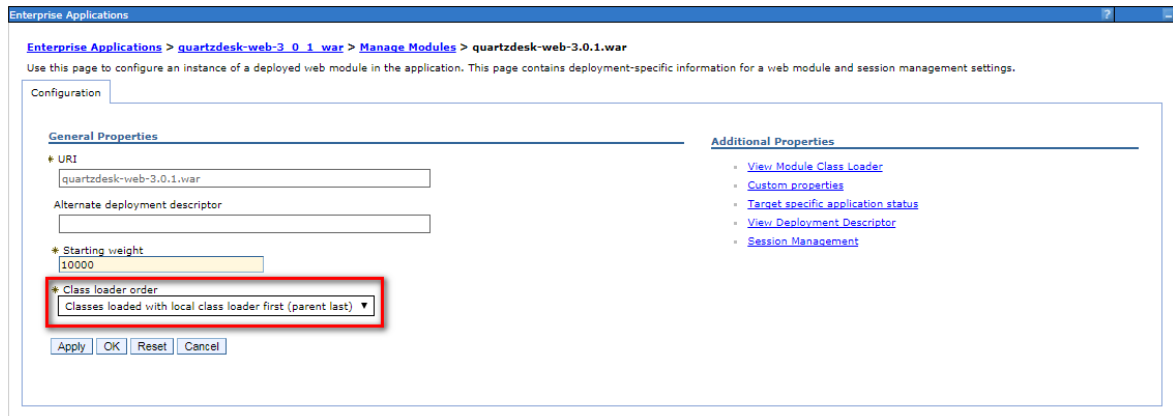 Enterprise Applications
?
Enterprise Applications > quartzdesk-web-3_0_1_war > Manage Modules > quartzdesk-web-3.0.1.war
Use this page to configure an instance of a deployed web module in the application. This page contains deployment-specific information for a web module and session management settings.
Configuration
General Properties
* URI
quartzdesk-web-3.0.1.war
Alternate deployment descriptor
* Starting weight
10000
* Class loader order
Classes loaded with local class loader first (parent last) ▼
Apply OK Reset Cancel
Additional Properties
View Module Class Loader
Custom properties
Target specific application status
View Deployment Descriptor
Session Management